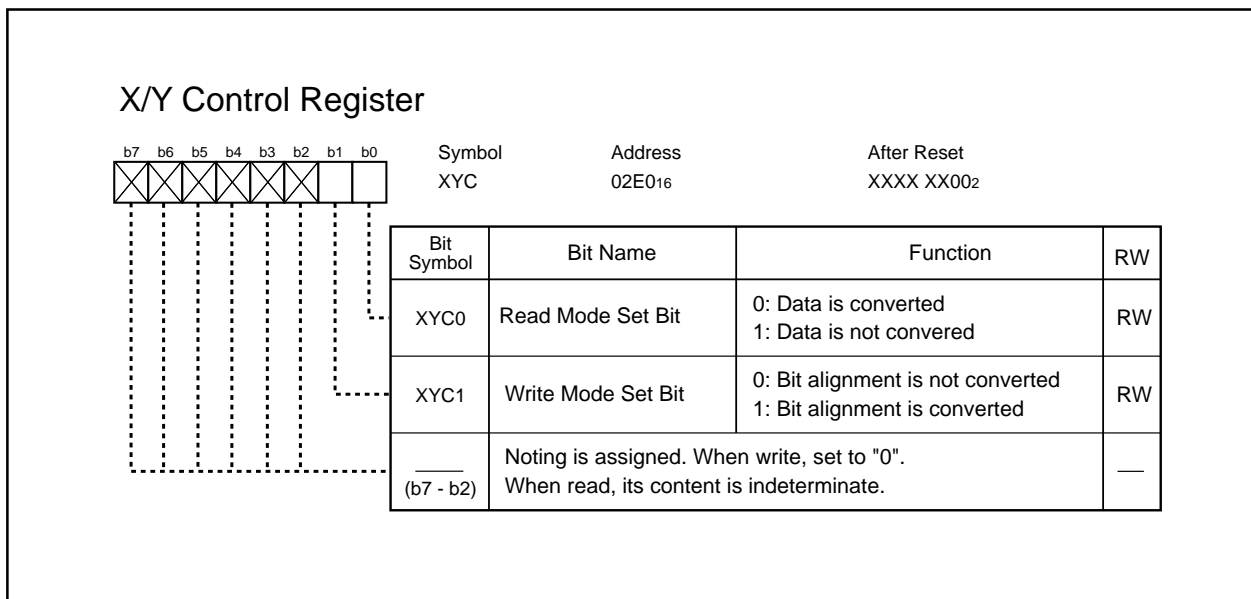 X/Y Control Register
b7 b6 b5 b4 b3 b2 b1 b0
Symbol Address After Reset
XYC 02E016 XXXX XX002
Bit Symbol Bit Name Function RW
XYC0 Read Mode Set Bit 0: Data is converted RW
1: Data is not convered
XYC1 Write Mode Set Bit 0: Bit alignment is not converted RW
1: Bit alignment is converted
(b7 - b2) Noting is assigned. When write, set to "0".
When read, its content is indeterminate.